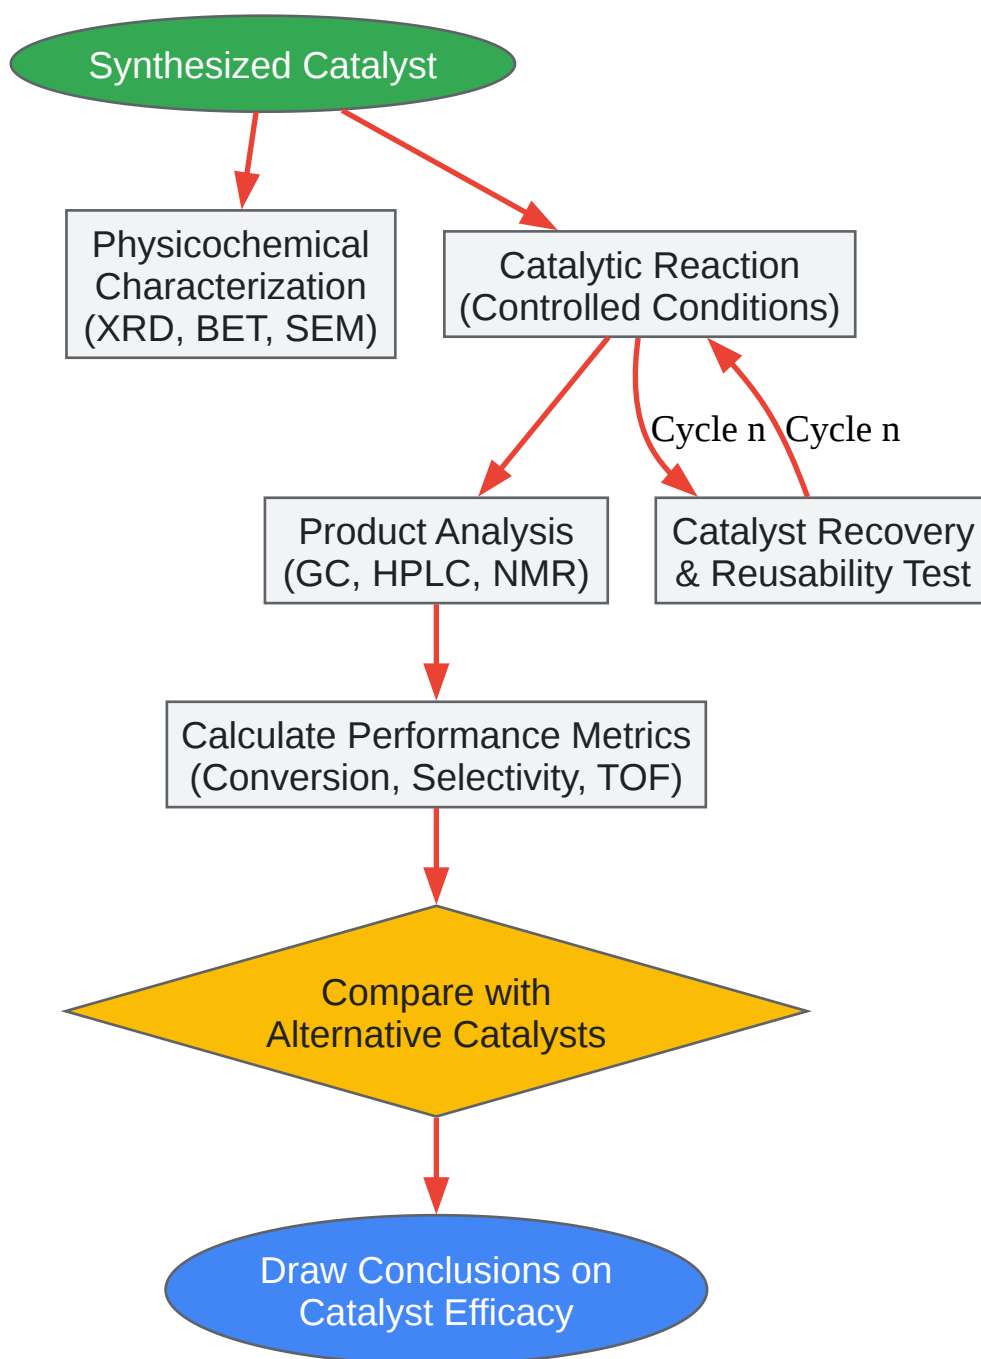 Synthesized Catalyst
Physicochemical
Characterization
(XRD, BET, SEM)
Catalytic Reaction
(Controlled Conditions)
Cycle n
Cycle n
Product Analysis
(GC, HPLC, NMR)
Catalyst Recovery
& Reusability Test
Calculate Performance Metrics
(Conversion, Selectivity, TOF)
Compare with
Alternative Catalysts
Draw Conclusions on
Catalyst Efficacy